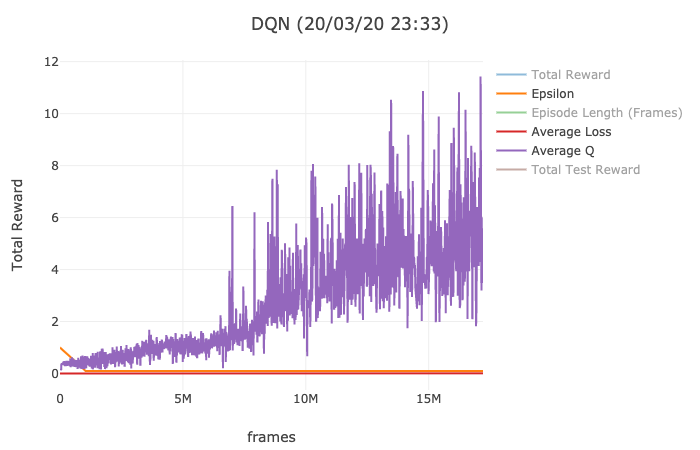 DQN (20/03/20 23:33)
12
10
8
6
4
2
0
Total Reward
0
5M
10M
15M
frames
Total Reward
Epsilon
Episode Length (Frames)
Average Loss
Average Q
Total Test Reward